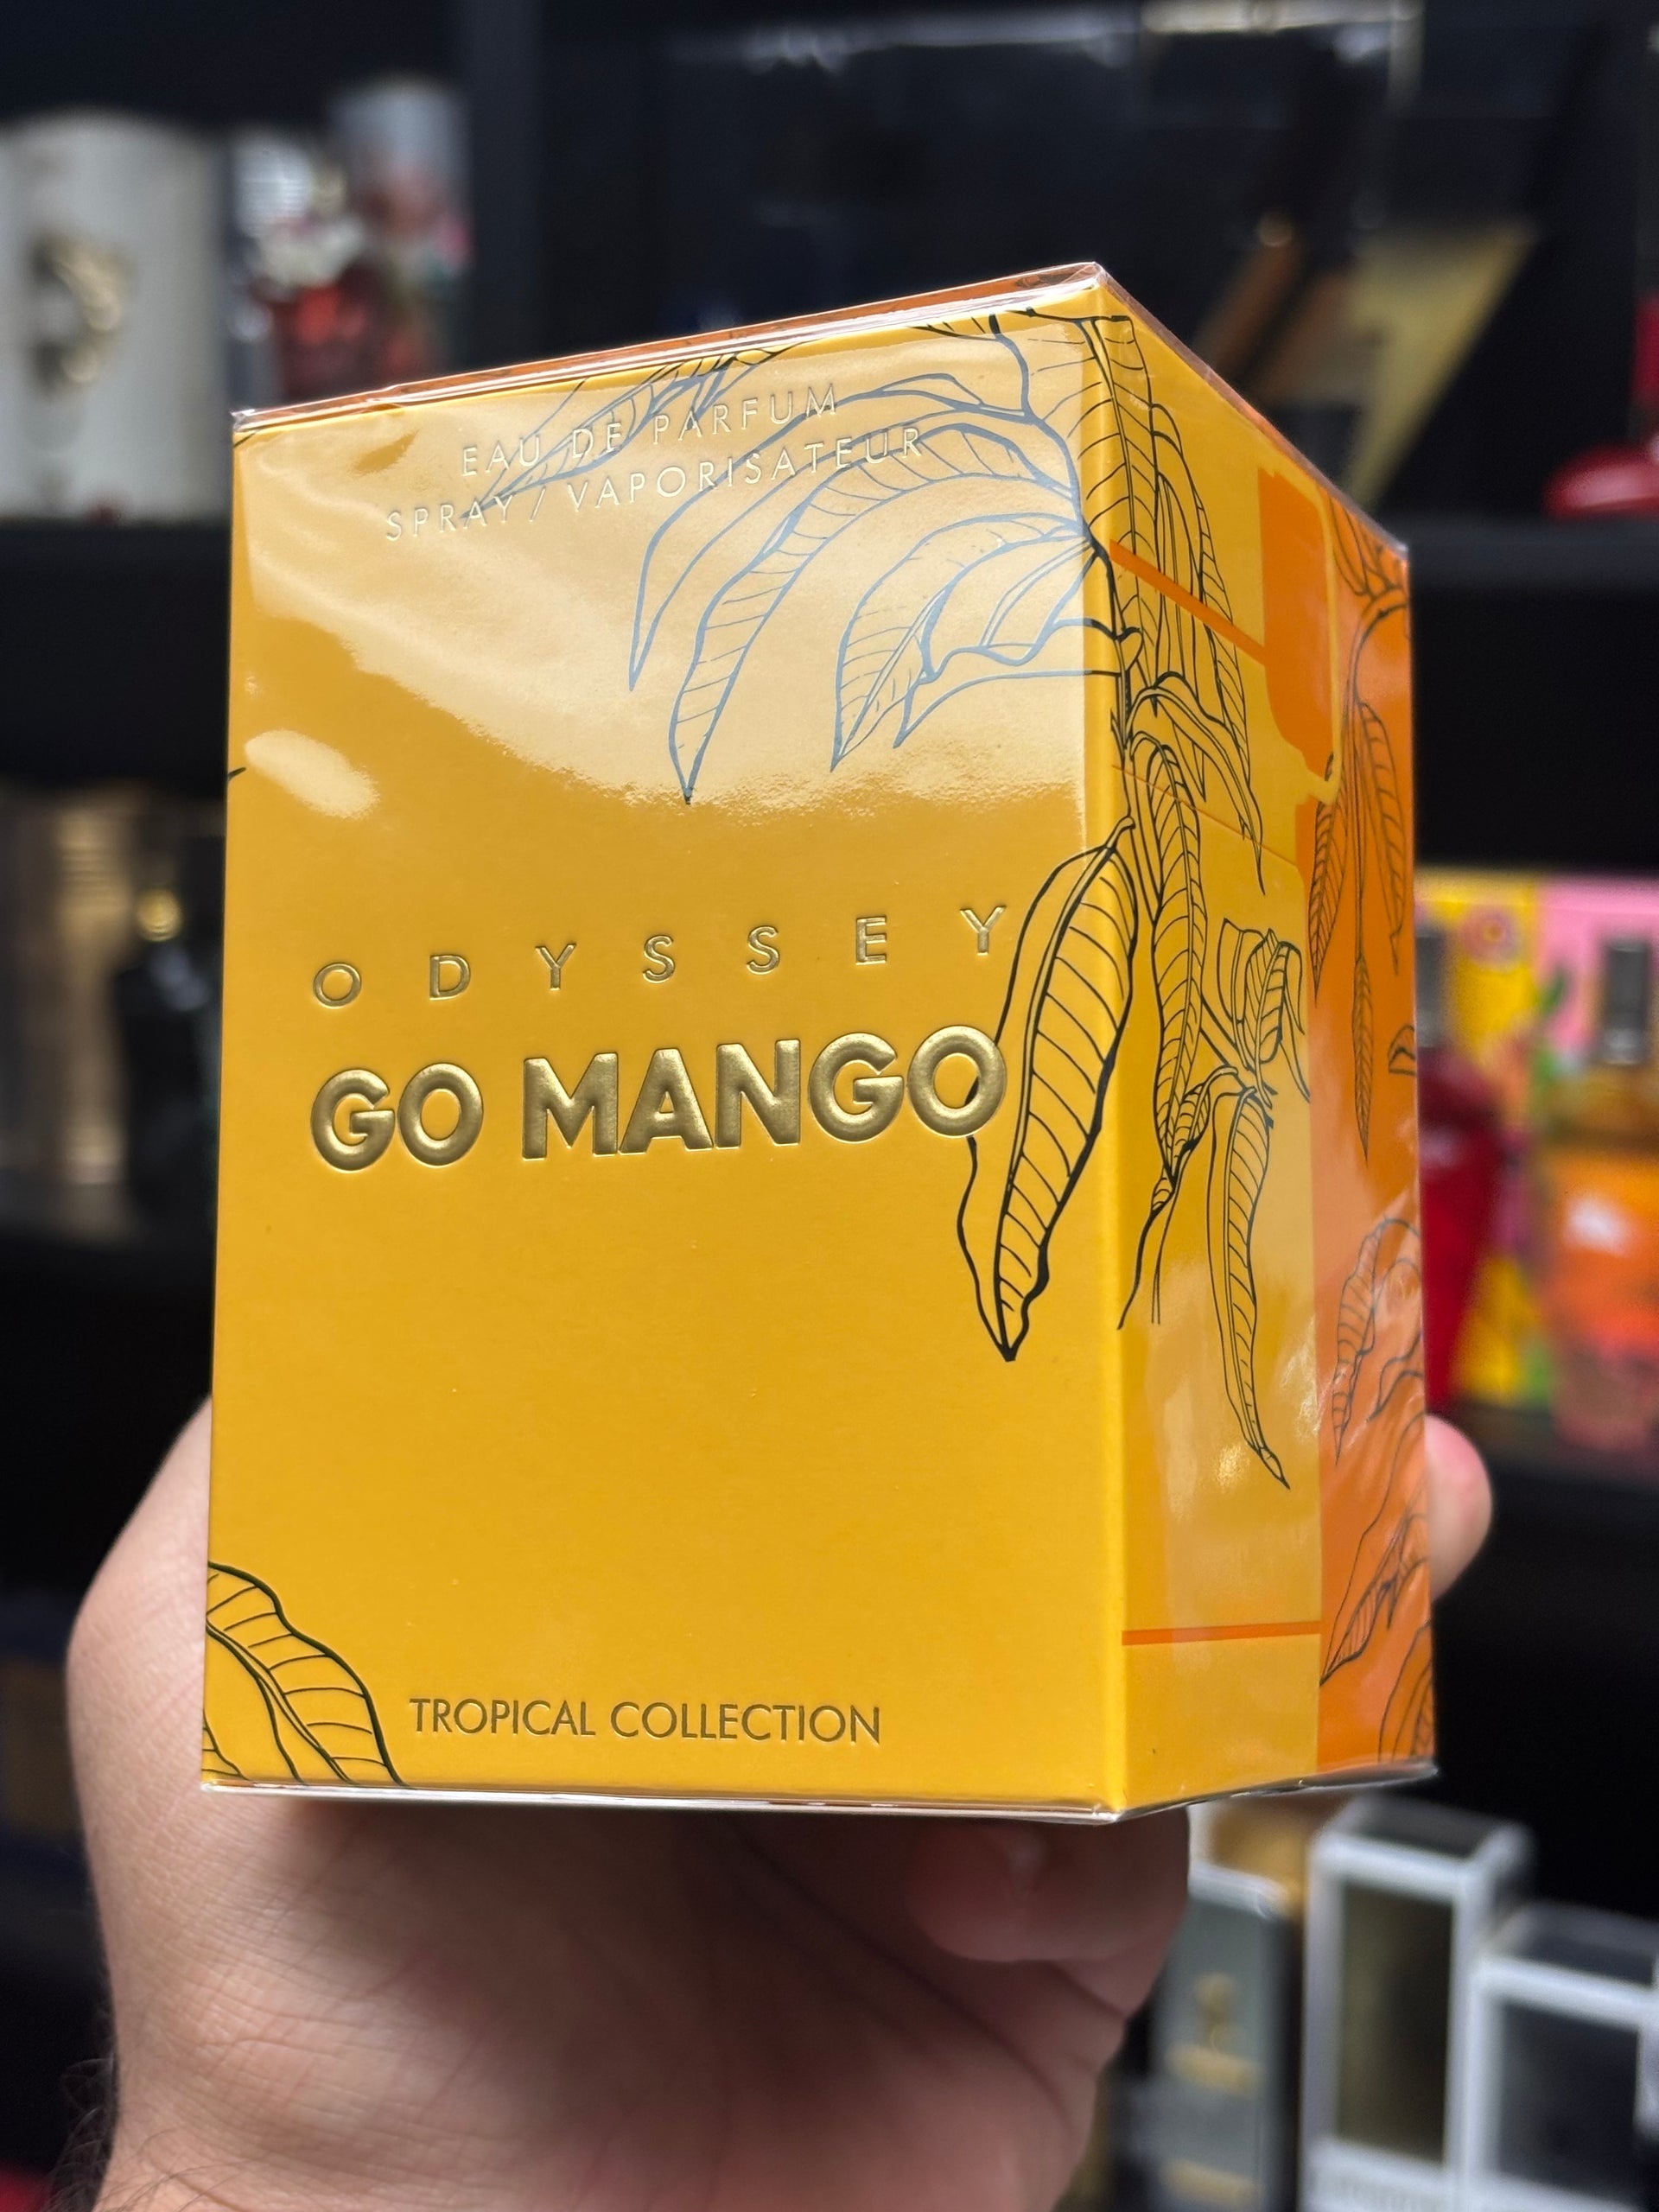 EAU DE PARFUM
SPRAY / VAPORISATEUR
ODYSSEY
GO MANGO
TROPICAL COLLECTION